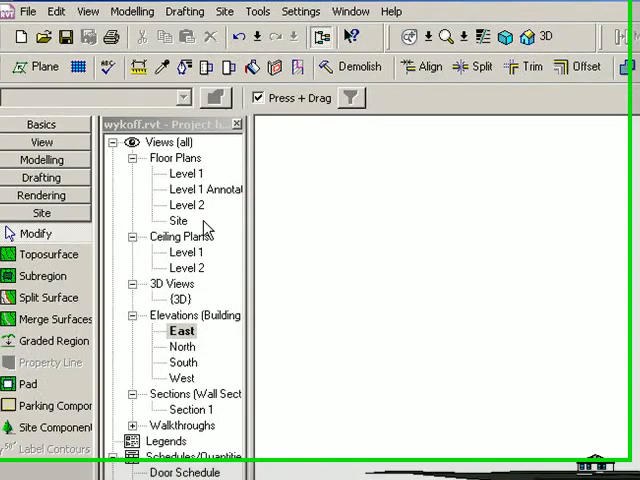 RVT File Edit View Modelling Drafting Site Tools Settings Window Help
3D
Plane Demolish Align Split Trim Offset
Press + Drag
Basics
View
Modelling
Drafting
Rendering
Site
Modify
Toposurface
Subregion
Split Surface
Merge Surfaces
Graded Region
Property Line
Pad
Parking Compor
Site Component
Label Contours
wykoff.rvt - Project b
Views (all)
Floor Plans
Level 1
Level 1 Annotat
Level 2
Site
Ceiling Plans
Level 1
Level 2
3D Views
{3D}
Elevations (Building
East
North
South
West
Sections (Wall Sect
Section 1
Walkthroughs
Legends
Schedules/Quantitie
Door Schedule